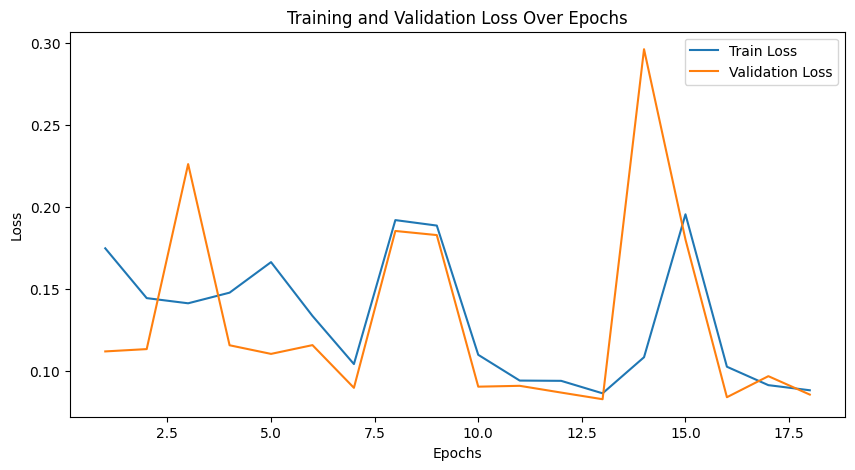 Training and Validation Loss Over Epochs
Train Loss
Validation Loss
0.30
0.25
0.20
0.15
0.10
Loss
2.5 5.0 7.5 10.0 12.5 15.0 17.5
Epochs